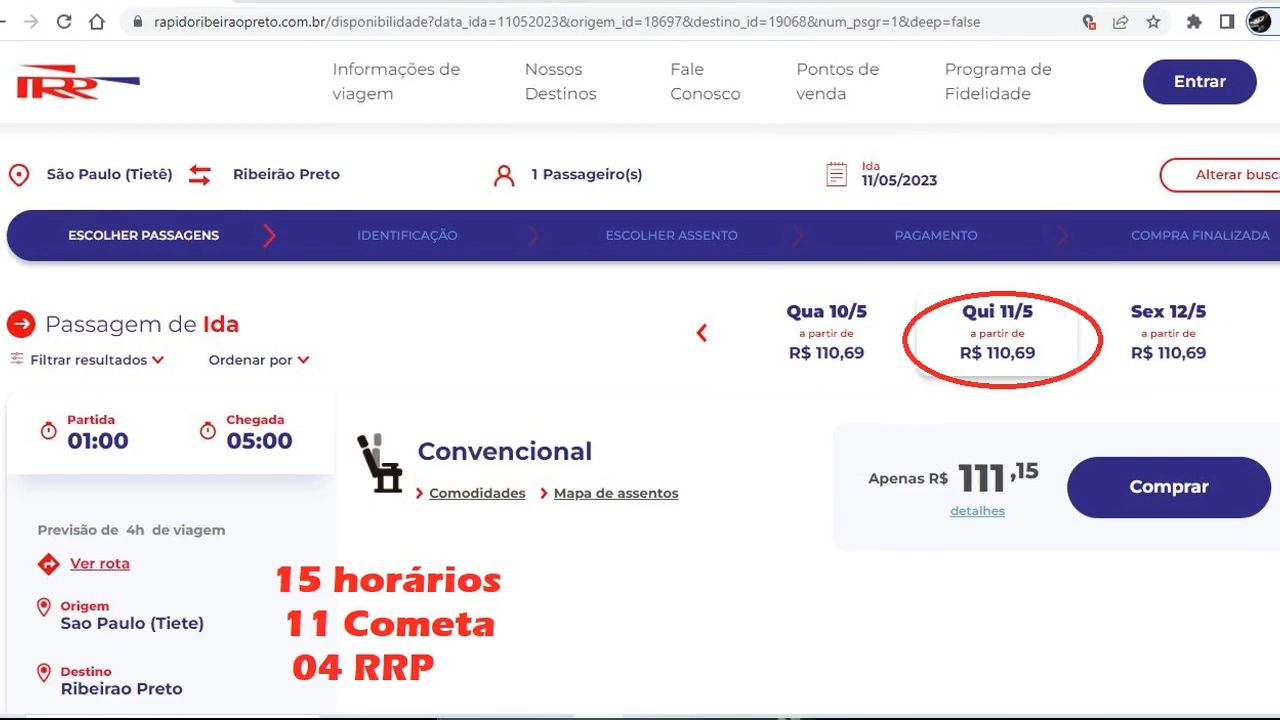 rapidoribeiraopreto.com.br/disponibilidade?data_ida=11052023&origem_id=18697&destino_id=19068&num_psgr=1&deep=false
RR
Informações de viagem
Nossos Destinos
Fale Conosco
Pontos de venda
Programa de Fidelidade
Entrar
São Paulo (Tietê)
Ribeirão Preto
1 Passageiro(s)
Ida
11/05/2023
Alterar busc
ESCOLHER PASSAGENS
IDENTIFICAÇÃO
ESCOLHER ASSENTO
PAGAMENTO
COMPRA FINALIZADA
Passagem de Ida
Filtrar resultados
Ordenar por
Qua 10/5
a partir de
R$ 110,69
Qui 11/5
a partir de
R$ 110,69
Sex 12/5
a partir de
R$ 110,69
Partida
01:00
Chegada
05:00
Convencional
Comodidades
Mapa de assentos
Apenas R$ 111,15
detalhes
Comprar
Previsão de 4h de viagem
Ver rota
Origem
Sao Paulo (Tiete)
Destino
Ribeirao Preto
15 horários
11 Cometa
04 RRP